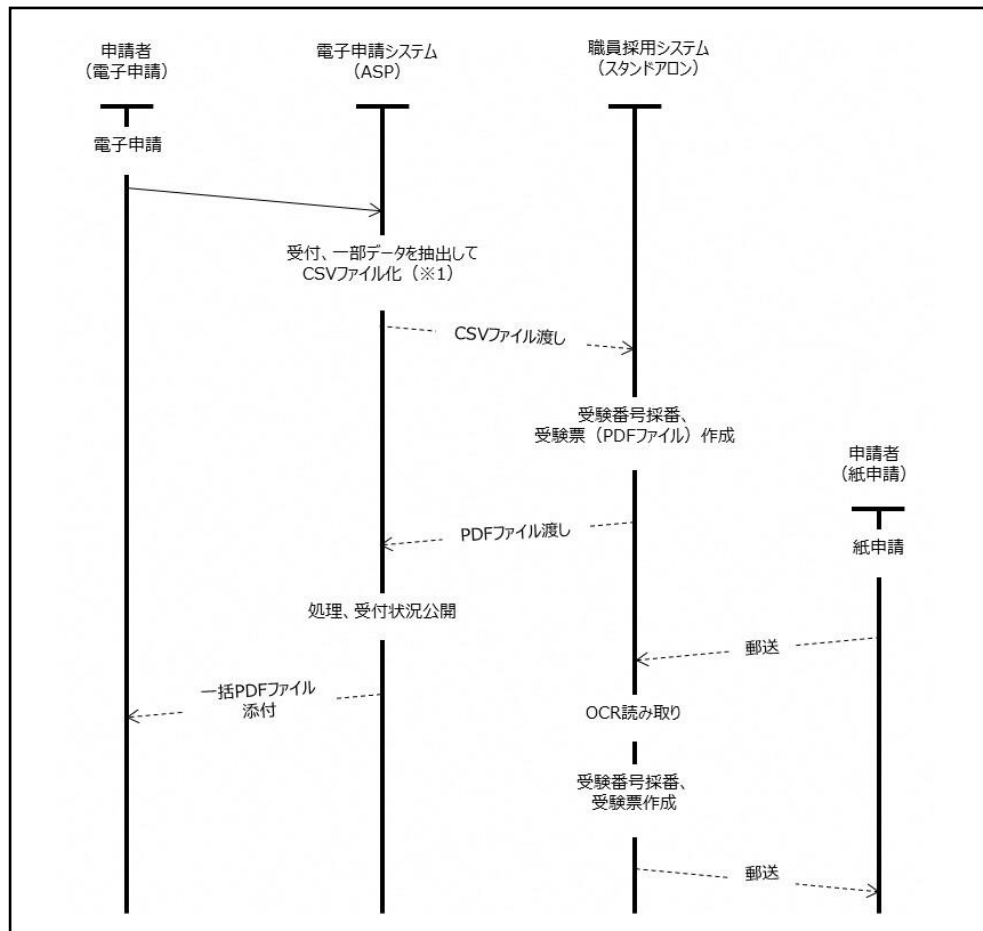 申請者
（電子申請）
電子申請システム
（ASP）
職員採用システム
（スタンドアロン）
電子申請
受付、一部データを抽出して
CSVファイル化（※1）
CSVファイル渡し
受験番号採番、
受験票（PDFファイル）作成
申請者
（紙申請）
PDFファイル渡し
紙申請
処理、受付状況公開
郵送
一括PDFファイル
添付
OCR読み取り
受験番号採番、
受験票作成
郵送